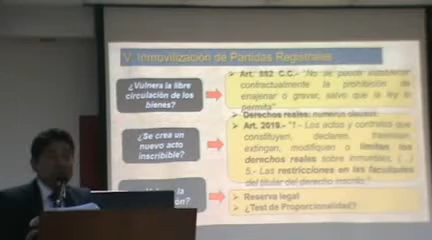 V. Inmovilización de Partidas Registrales
¿Vulnera la libre
circulación de los
bienes?
Art. 882 C.C.- "No se puede establecer
contractualmente la prohibición de
enajenar o gravar, salvo que la ley lo
permita"
Derechos reales: numerus clausus.
¿Se crea un
nuevo acto
inscribible?
Art. 2019.- "1.- Los actos y contratos que
constituyen, declaren, trasmitan,
extingan, modifiquen o limiten los
derechos reales sobre inmuebles, (...)
5.- Las restricciones en las facultades
del titular del derecho inscrito."
la
Reserva legal
¿Test de Proporcionalidad?